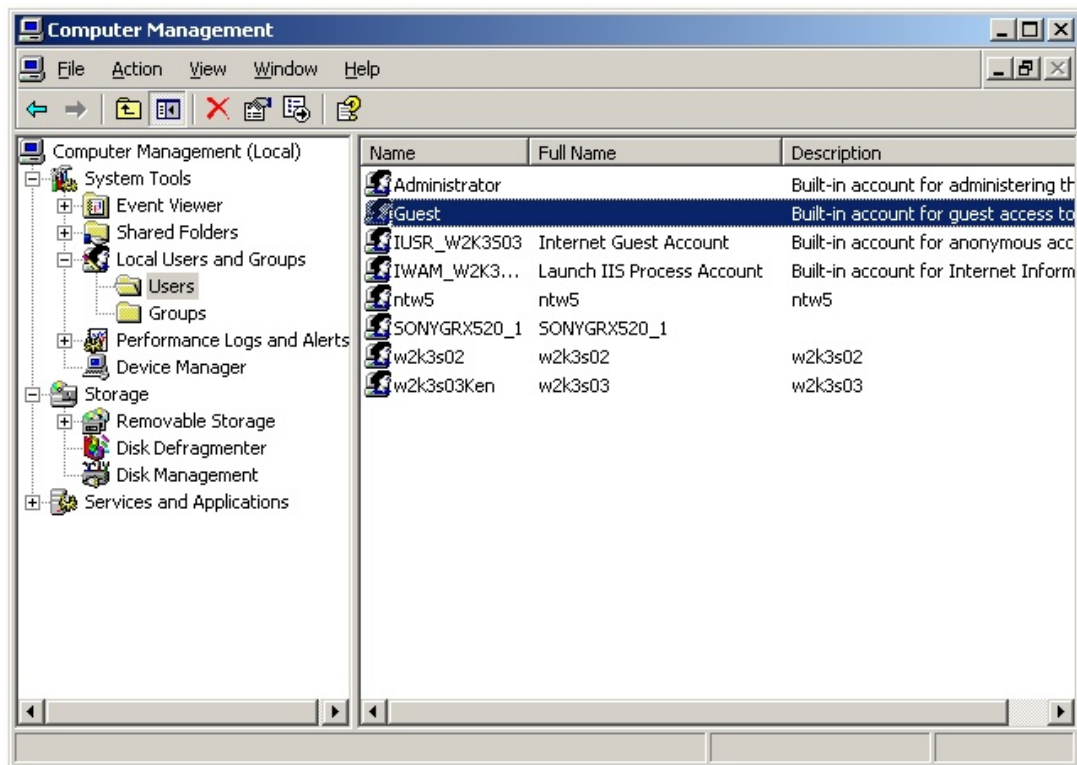 Computer Management
File Action View Window Help
Computer Management (Local)
System Tools
Event Viewer
Shared Folders
Local Users and Groups
Users
Groups
Performance Logs and Alerts
Device Manager
Storage
Removable Storage
Disk Defragmenter
Disk Management
Services and Applications
Name Full Name Description
Administrator Built-in account for administering th
Guest Built-in account for guest access to
IUSR_W2K3S03 Internet Guest Account Built-in account for anonymous acc
IWAM_W2K3... Launch IIS Process Account Built-in account for Internet Inform
ntw5 ntw5 ntw5
SONYGRX520_1 SONYGRX520_1
w2k3s02 w2k3s02 w2k3s02
w2k3s03Ken w2k3s03 w2k3s03